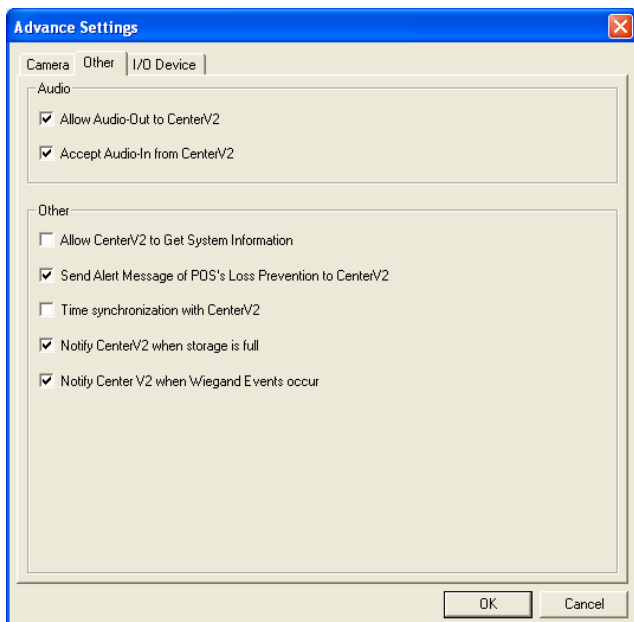 Advance Settings
Camera Other I/O Device
Audio
Allow Audio-Out to CenterV2
Accept Audio-In from CenterV2
Other
Allow CenterV2 to Get System Information
Send Alert Message of POS's Loss Prevention to CenterV2
Time synchronization with CenterV2
Notify CenterV2 when storage is full
Notify Center V2 when Wiegand Events occur
OK Cancel